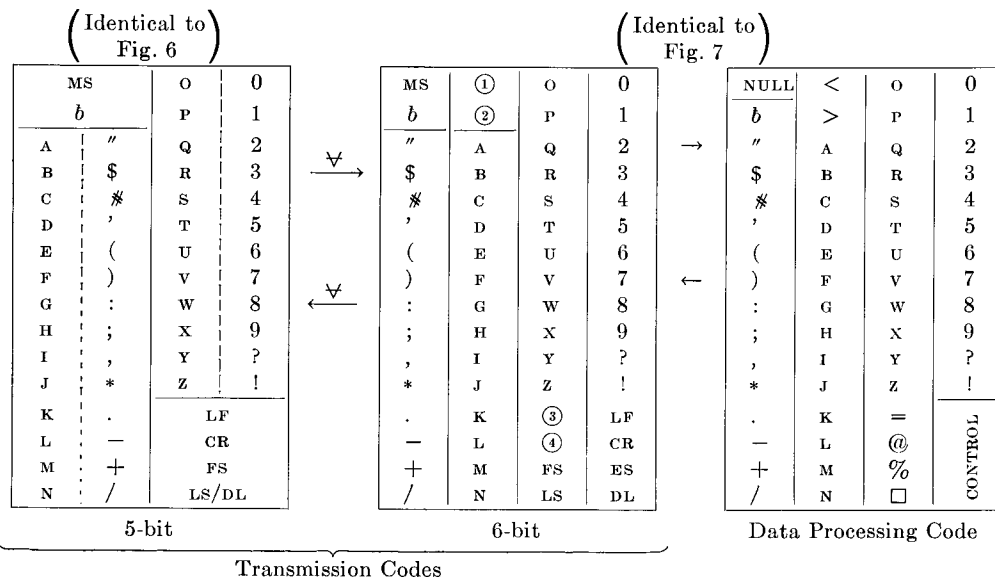 (Identical to Fig. 6) (Identical to Fig. 7)
MS O 0 MS ① O 0 NULL < O 0
b P 1 b ② P 1 b > P 1
A " Q 2 " A Q 2 → " A Q 2
B $ R 3 ∀ → $ B R 3 $ B R 3
C # S 4 # C S 4 # C S 4
D ' T 5 ' D T 5 ' D T 5
E ( U 6 ( E U 6 ( E U 6
F ) V 7 ) F V 7 ← ) F V 7
G : W 8 ∀ ← : G W 8 : G W 8
H ; X 9 ; H X 9 ; H X 9
I , Y ? , I Y ? , I Y ?
J * Z ! * J Z ! * J Z !
K . LF . K ③ LF . K = CONTROL
L – CR – L ④ CR – L @
M + FS + M FS ES + M %
N / LS/DL / N LS DL / N □
5-bit 6-bit Data Processing Code
Transmission Codes